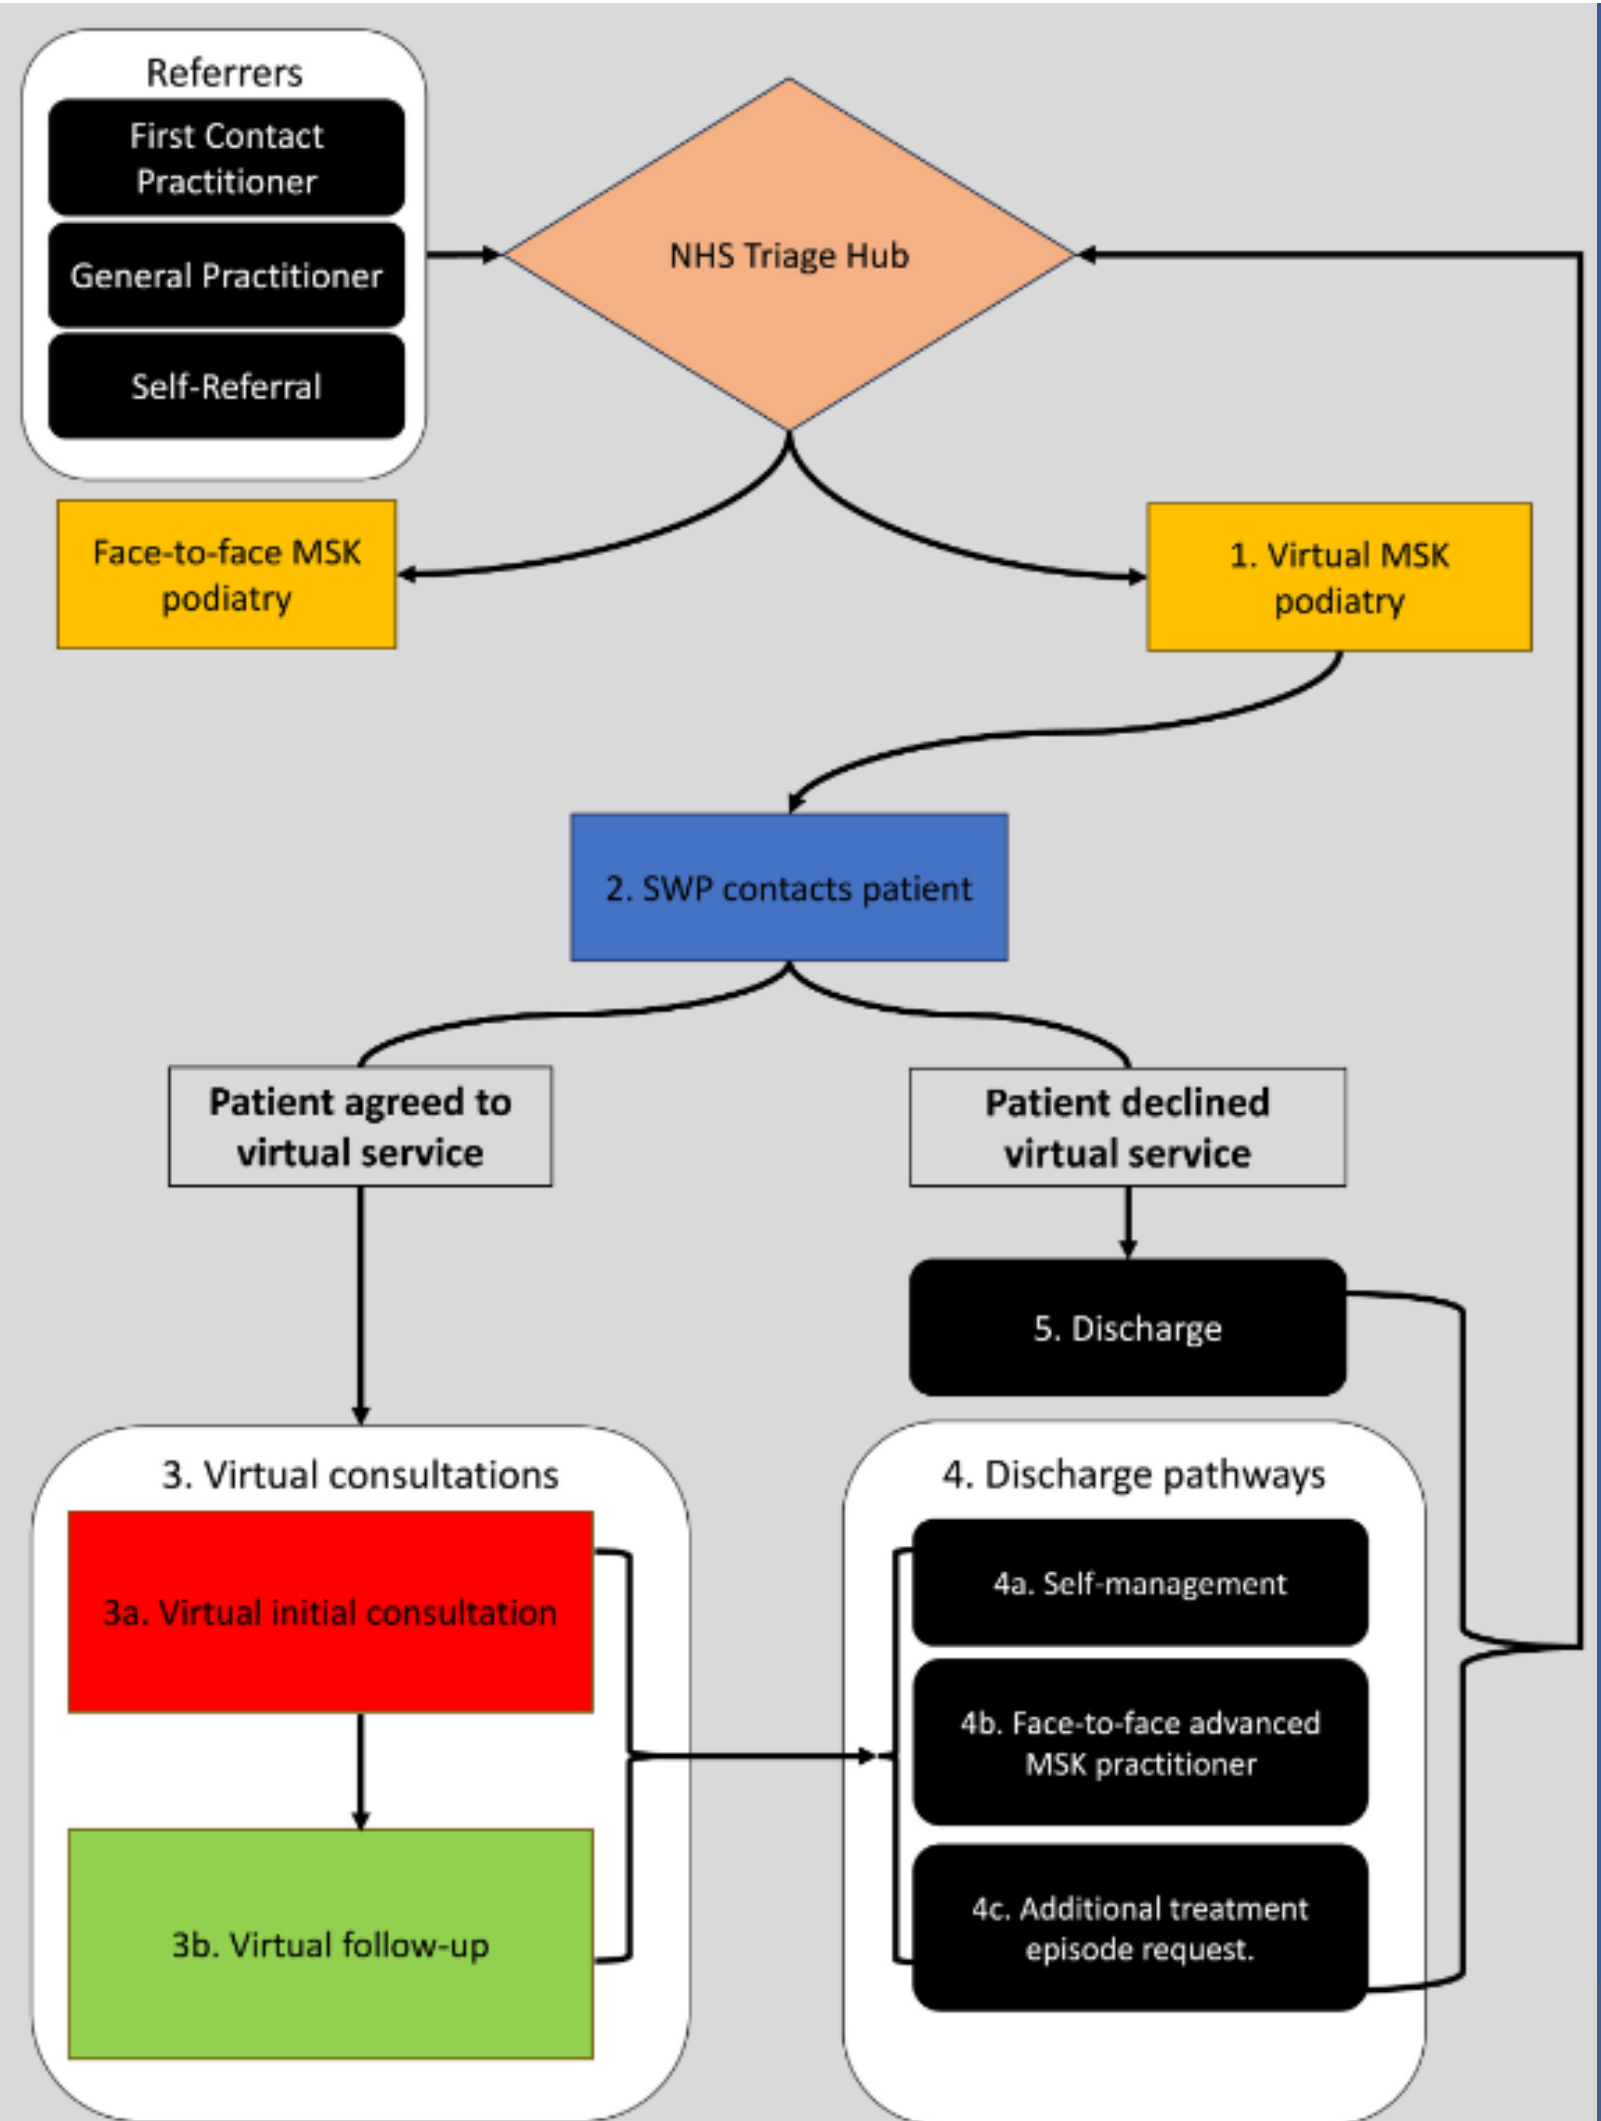 Referrers
First Contact
Practitioner
General Practitioner
Self-Referral
NHS Triage Hub
Face-to-face MSK
podiatry
1. Virtual MSK
podiatry
2. SWP contacts patient
Patient agreed to
virtual service
Patient declined
virtual service
5. Discharge
3. Virtual consultations
3a. Virtual initial consultation
3b. Virtual follow-up
4. Discharge pathways
4a. Self-management
4b. Face-to-face advanced
MSK practitioner
4c. Additional treatment
episode request.